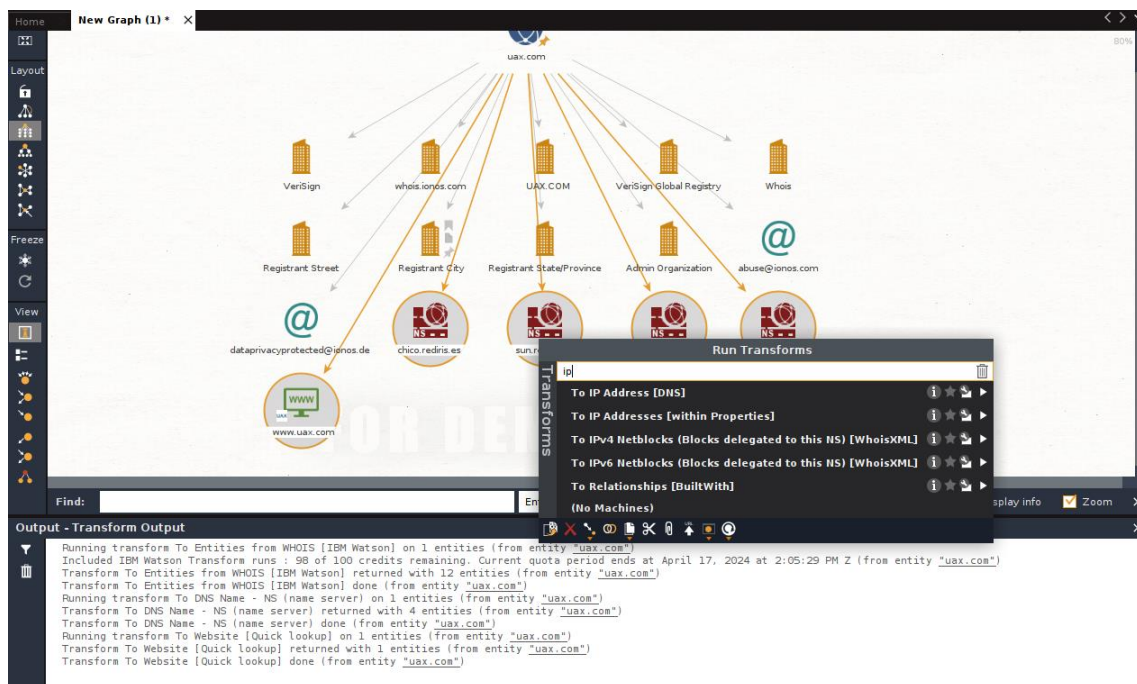 Home
New Graph (1) * X
80%
Layout
Freeze
View
uax.com
VeriSign
whois.ionos.com
UAX.COM
VeriSign Global Registry
Whois
Registrant Street
Registrant City
Registrant State/Province
Admin Organization
abuse@ionos.com
dataprivacyprotected@ionos.de
NS
chico.rediris.es
NS
sun.r
NS
NS
WWW
UAX
www.uax.com
OR DE
Run Transforms
Transforms
ip
To IP Address [DNS]
To IP Addresses [within Properties]
To IPv4 Netblocks (Blocks delegated to this NS) [WhoisXML]
To IPv6 Netblocks (Blocks delegated to this NS) [WhoisXML]
To Relationships [BuiltWith]
(No Machines)
Find:
En
splay info
Zoom
Output - Transform Output
Running transform To Entities from WHOIS [IBM Watson] on 1 entities (from entity "uax.com")
Included IBM Watson Transform runs : 98 of 100 credits remaining. Current quota period ends at April 17, 2024 at 2:05:29 PM Z (from entity "uax.com")
Transform To Entities from WHOIS [IBM Watson] returned with 12 entities (from entity "uax.com")
Transform To Entities from WHOIS [IBM Watson] done (from entity "uax.com")
Running transform To DNS Name - NS (name server) on 1 entities (from entity "uax.com")
Transform To DNS Name - NS (name server) returned with 4 entities (from entity "uax.com")
Transform To DNS Name - NS (name server) done (from entity "uax.com")
Running transform To Website [Quick lookup] on 1 entities (from entity "uax.com")
Transform To Website [Quick lookup] returned with 1 entities (from entity "uax.com")
Transform To Website [Quick lookup] done (from entity "uax.com")